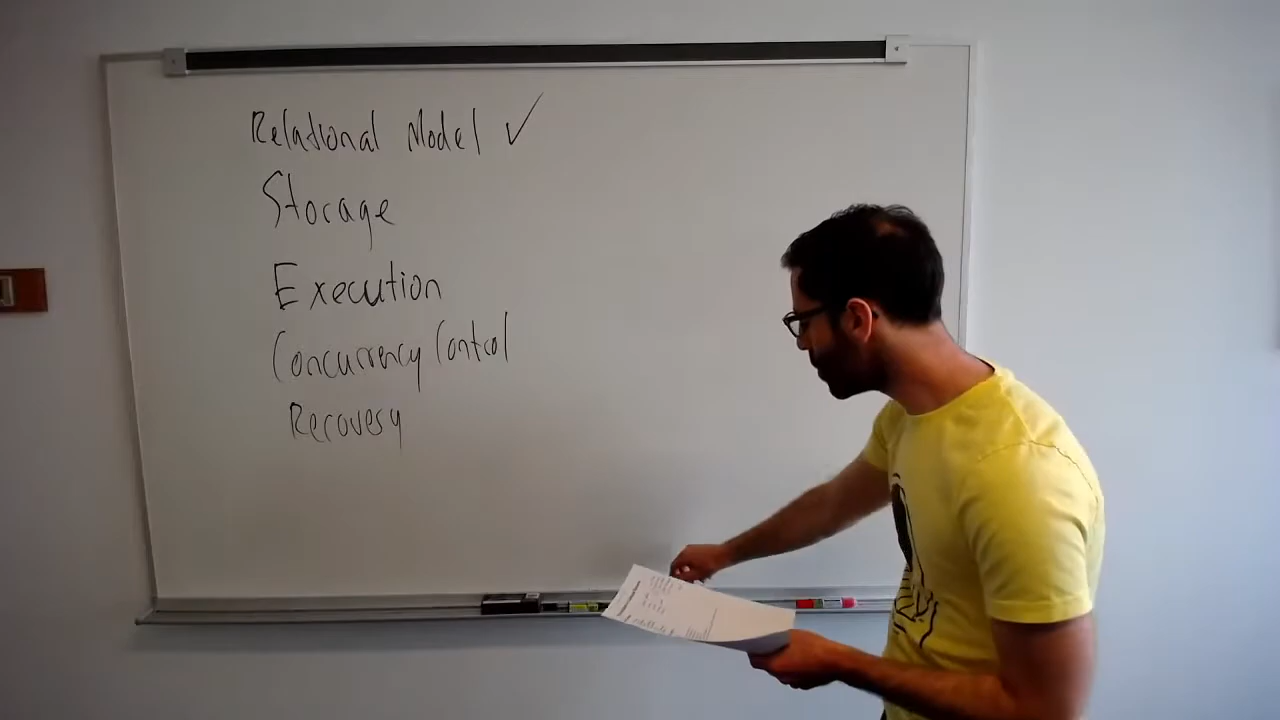 Relational Model ✓
Storage
Execution
Concurrency Control
Recovery